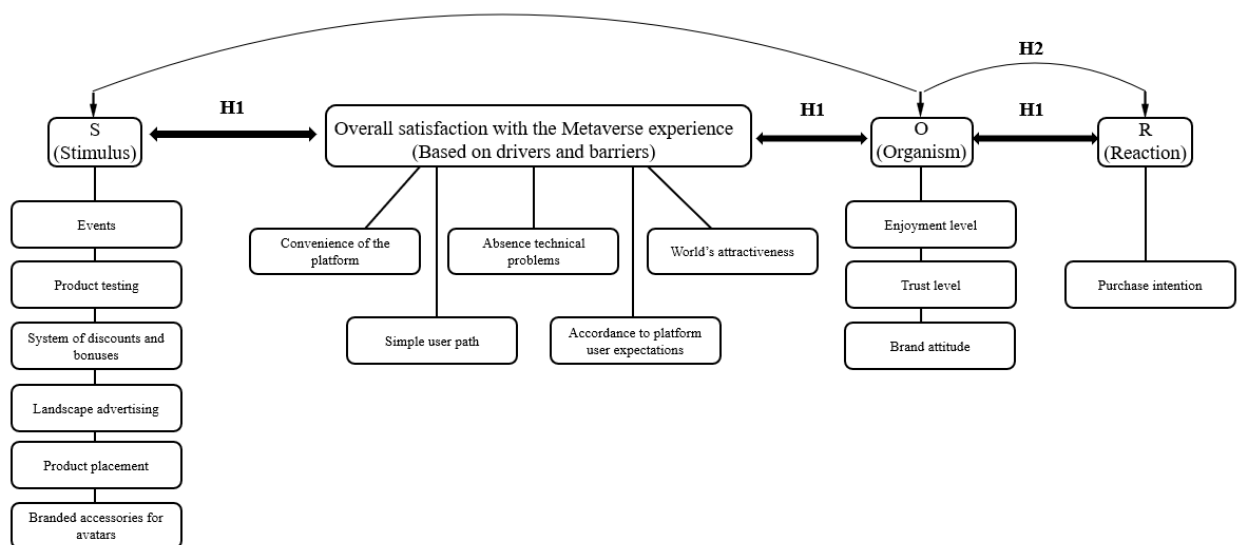 H2
H1
H1
H1
S
(Stimulus)
Overall satisfaction with the Metaverse experience
(Based on drivers and barriers)
O
(Organism)
R
(Reaction)
Events
Product testing
System of discounts and
bonuses
Landscape advertising
Product placement
Branded accessories for
avatars
Convenience of the
platform
Absence technical
problems
World's attractiveness
Simple user path
Accordance to platform
user expectations
Enjoyment level
Trust level
Brand attitude
Purchase intention